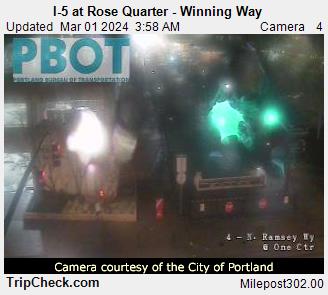 I-5 at Rose Quarter - Winning Way
Updated Mar 01 2024 3:58 AM Camera 4
PBOT
PORTLAND BUREAU OF TRANSPORTATION
4 - N. Ramsey Wy
@ One Ctr
Camera courtesy of the City of Portland
TripCheck.com Milepost302.00